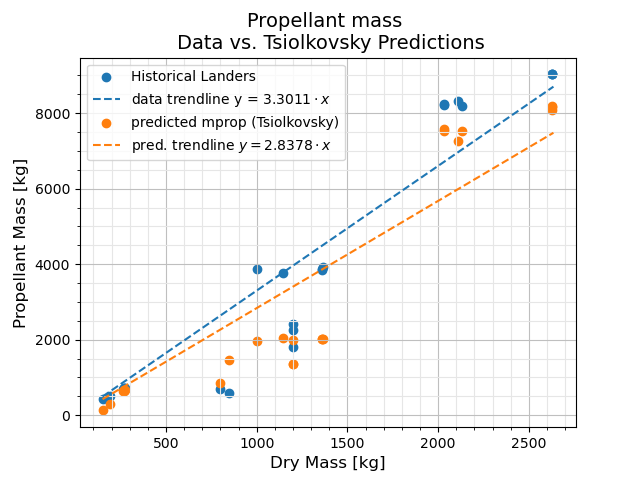 Propellant mass
Data vs. Tsiolkovsky Predictions
Historical Landers
data trendline y = 3.3011 · x
predicted mprop (Tsiolkovsky)
pred. trendline y = 2.8378 · x
Propellant Mass [kg]
8000
6000
4000
2000
0
500
1000
1500
2000
2500
Dry Mass [kg]